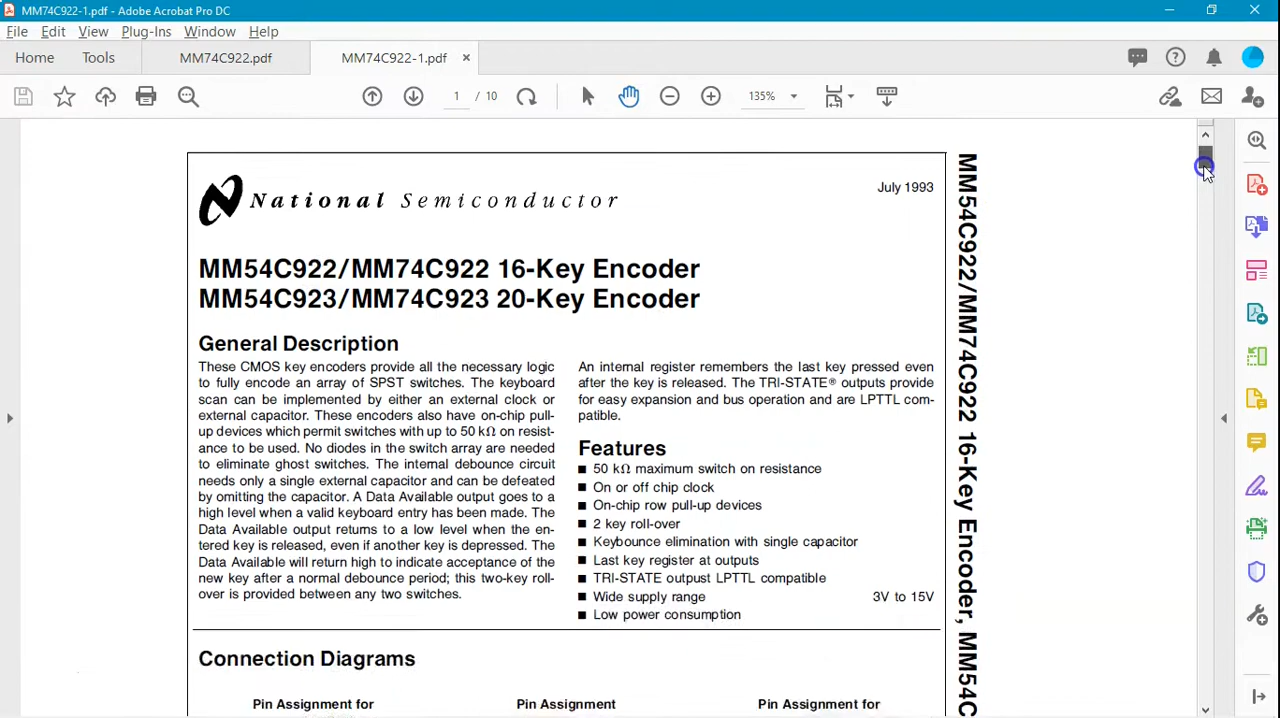 MM74C922-1.pdf - Adobe Acrobat Pro DC
File Edit View Plug-Ins Window Help
Home Tools MM74C922.pdf MM74C922-1.pdf ×
1 / 10 135%
National Semiconductor
July 1993
MM54C922/MM74C922 16-Key Encoder
MM54C923/MM74C923 20-Key Encoder
General Description
These CMOS key encoders provide all the necessary logic
to fully encode an array of SPST switches. The keyboard
scan can be implemented by either an external clock or
external capacitor. These encoders also have on-chip pull-
up devices which permit switches with up to 50 kΩ on resist-
ance to be used. No diodes in the switch array are needed
to eliminate ghost switches. The internal debounce circuit
needs only a single external capacitor and can be defeated
by omitting the capacitor. A Data Available output goes to a
high level when a valid keyboard entry has been made. The
Data Available output returns to a low level when the en-
tered key is released, even if another key is depressed. The
Data Available will return high to indicate acceptance of the
new key after a normal debounce period; this two-key roll-
over is provided between any two switches.
An internal register remembers the last key pressed even
after the key is released. The TRI-STATE® outputs provide
for easy expansion and bus operation and are LPTTL com-
patible.
Features
■ 50 kΩ maximum switch on resistance
■ On or off chip clock
■ On-chip row pull-up devices
■ 2 key roll-over
■ Keybounce elimination with single capacitor
■ Last key register at outputs
■ TRI-STATE outpust LPTTL compatible
■ Wide supply range 3V to 15V
■ Low power consumption
Connection Diagrams
Pin Assignment for
Pin Assignment
Pin Assignment for
MM54C922/MM74C922 16-Key Encoder, MM54C